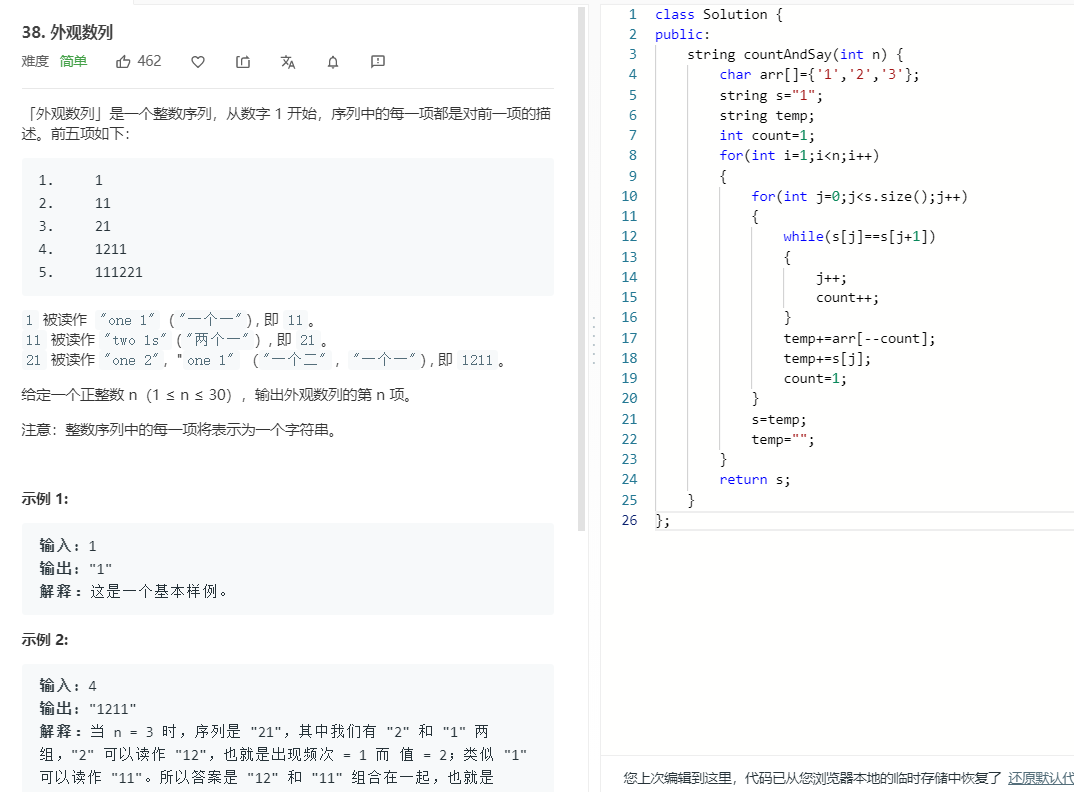 38. 外观数列
难度 简单 462
「外观数列」是一个整数序列，从数字 1 开始，序列中的每一项都是对前一项的描
述。前五项如下：
1. 1
2. 11
3. 21
4. 1211
5. 111221
1 被读作 "one 1" ("一个一") , 即 11 。
11 被读作 "two 1s" ("两个一") , 即 21 。
21 被读作 "one 2", "one 1" ("一个二" , "一个一") , 即 1211 。
给定一个正整数 n（1 ≤ n ≤ 30），输出外观数列的第 n 项。
注意：整数序列中的每一项将表示为一个字符串。
示例 1:
输入: 1
输出: "1"
解释：这是一个基本样例。
示例 2:
输入: 4
输出: "1211"
解释：当 n = 3 时，序列是 "21"，其中我们有 "2" 和 "1" 两
组，"2" 可以读作 "12"，也就是出现频次 = 1 而 值 = 2；类似 "1"
可以读作 "11"。所以答案是 "12" 和 "11" 组合在一起，也就是
1 class Solution {
2 public:
3 string countAndSay(int n) {
4 char arr[]={'1','2','3'};
5 string s="1";
6 string temp;
7 int count=1;
8 for(int i=1;i<n;i++)
9 {
10 for(int j=0;j<s.size();j++)
11 {
12 while(s[j]==s[j+1])
13 {
14 j++;
15 count++;
16 }
17 temp+=arr[--count];
18 temp+=s[j];
19 count=1;
20 }
21 s=temp;
22 temp="";
23 }
24 return s;
25 }
26 };
您上次编辑到这里，代码已从您浏览器本地的临时存储中恢复了 还原默认代